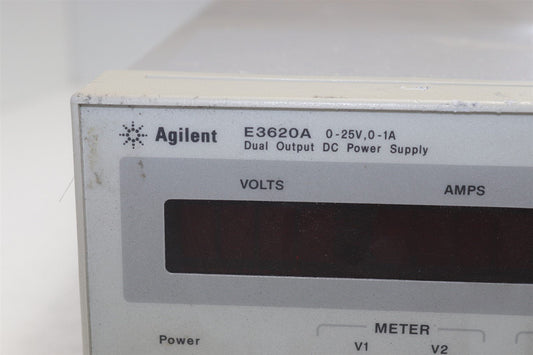 Agilent E3620A 0-25V,0-1A
Dual Output DC Power Supply
VOLTS AMPS
METER
Power V1 V2